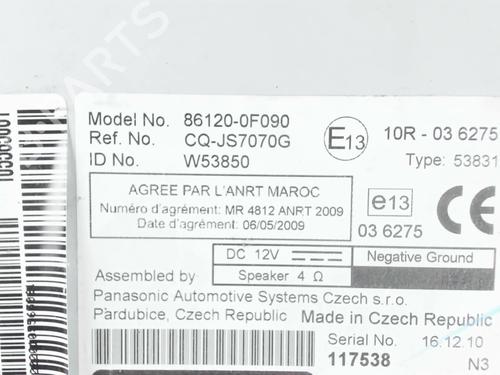 PARTS
Model No. 86120-0F090
Ref. No. CQ-JS7070G
ID No. W53850
E13
10R - 03 6275
Type: 53831
AGREE PAR L'ANRT MAROC
Numéro d'agrément: MR 4812 ANRT 2009
Date d'agrément: 06/05/2009
e13
03 6275
CE
DC 12V
Speaker 4 Ω
Negative Ground
Assembled by
Panasonic Automotive Systems Czech s.r.o.
Pardubice, Czech Republic
Made in Czech Republic
Serial No. 16.12.10
117538 N3